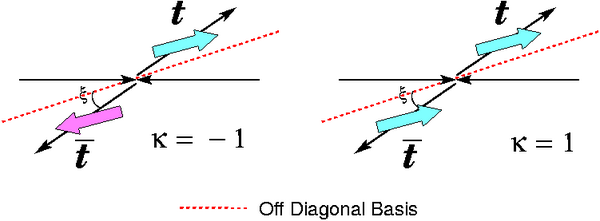 t t
ξ ξ
t̅ κ = − 1 t̅ κ = 1
Off Diagonal Basis